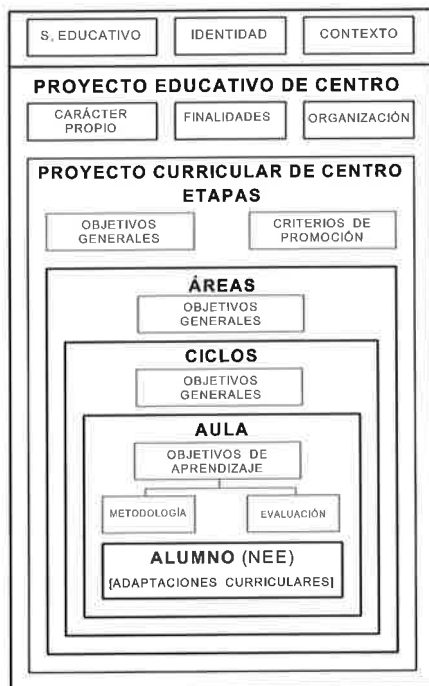 S, EDUCATIVO
IDENTIDAD
CONTEXTO
PROYECTO EDUCATIVO DE CENTRO
CARÁCTER
PROPIO
FINALIDADES
ORGANIZACIÓN
PROYECTO CURRICULAR DE CENTRO
ETAPAS
OBJETIVOS
GENERALES
CRITERIOS DE
PROMOCIÓN
ÁREAS
OBJETIVOS
GENERALES
CICLOS
OBJETIVOS
GENERALES
AULA
OBJETIVOS DE
APRENDIZAJE
METODOLOGÍA
EVALUACIÓN
ALUMNO (NEE)
[ADAPTACIONES CURRICULARES]